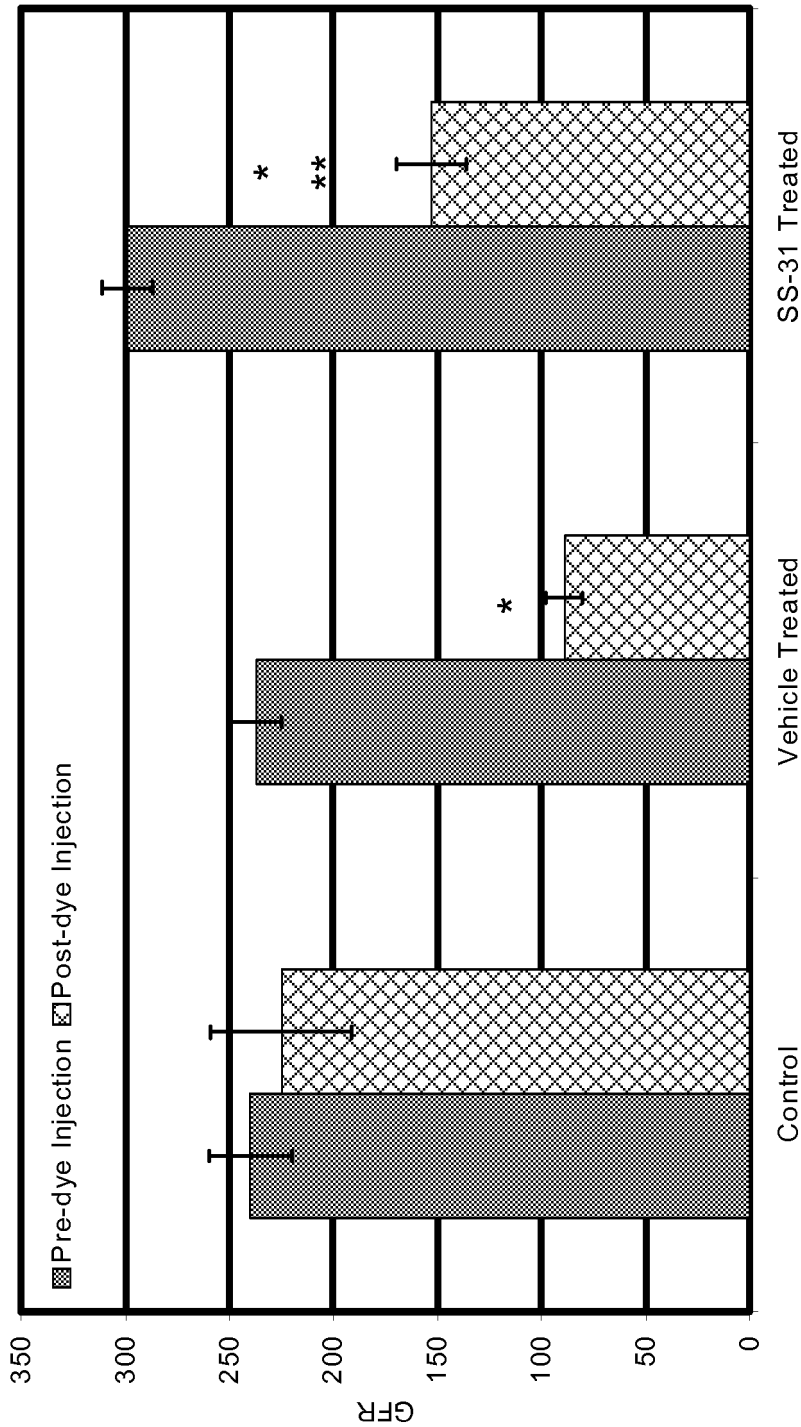 Pre-dye Injection Post-dye Injection
GFR
350
300
250
200
150
100
50
0
*
*
**
Control
Vehicle Treated
SS-31 Treated